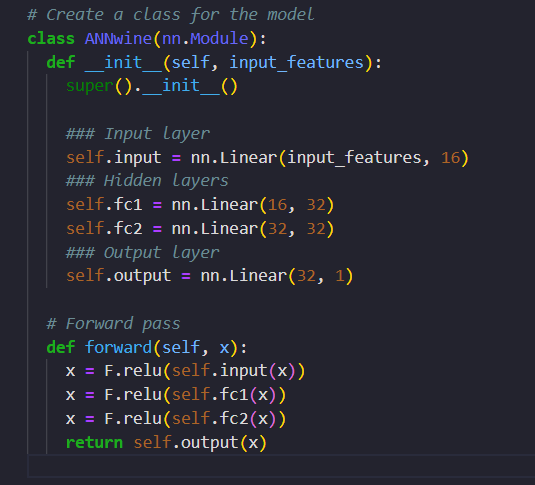 # Create a class for the model
class ANNwine(nn.Module):
  def __init__(self, input_features):
    super().__init__()

    ### Input layer
    self.input = nn.Linear(input_features, 16)
    ### Hidden layers
    self.fc1 = nn.Linear(16, 32)
    self.fc2 = nn.Linear(32, 32)
    ### Output layer
    self.output = nn.Linear(32, 1)

  # Forward pass
  def forward(self, x):
    x = F.relu(self.input(x))
    x = F.relu(self.fc1(x))
    x = F.relu(self.fc2(x))
    return self.output(x)